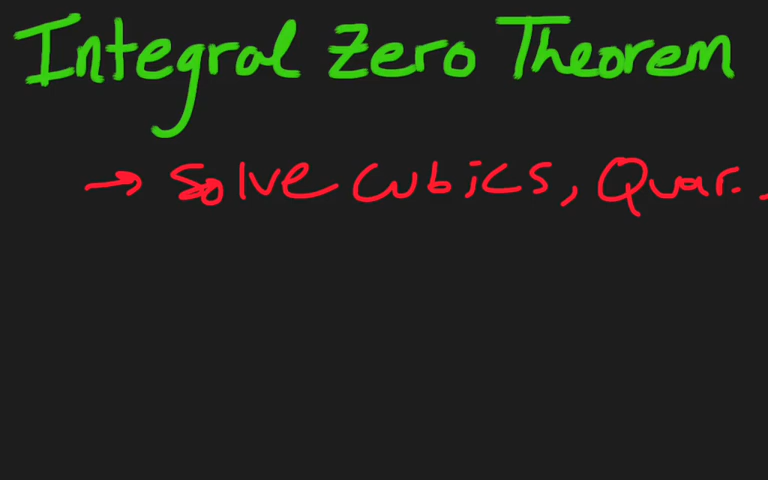 Integral Zero Theorem
→ Solve cubics, Quar.,